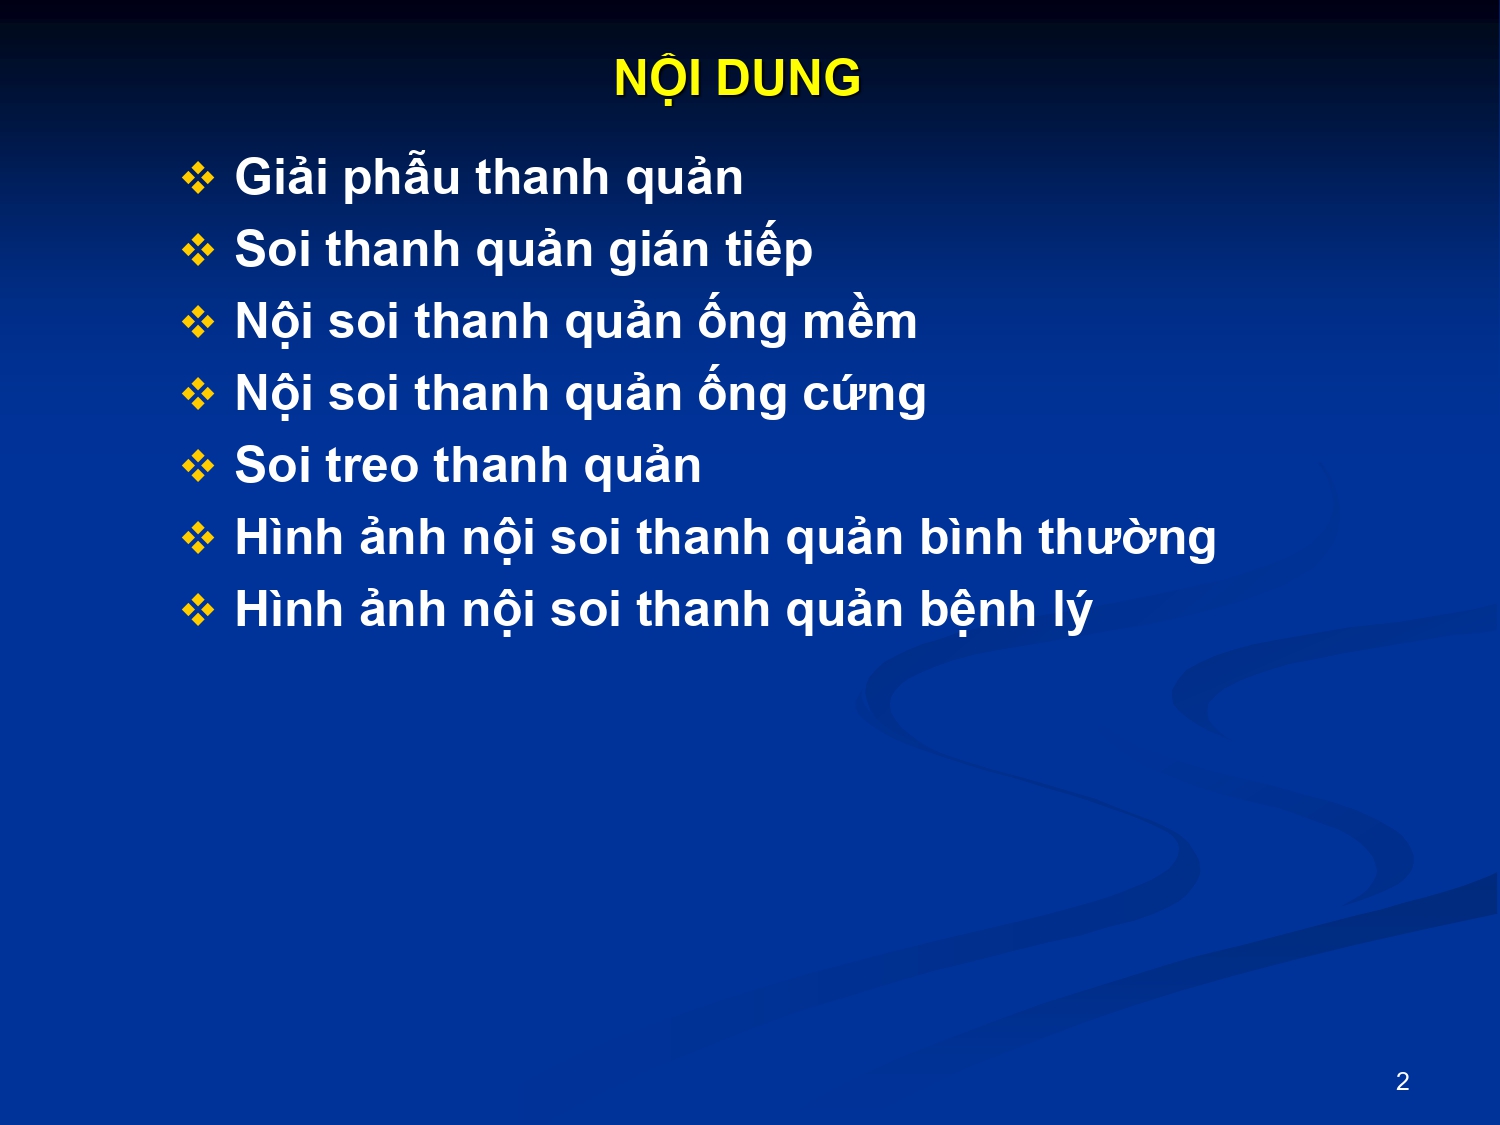 NỘI DUNG
Giải phẫu thanh quản
Soi thanh quản gián tiếp
Nội soi thanh quản ống mềm
Nội soi thanh quản ống cứng
Soi treo thanh quản
Hình ảnh nội soi thanh quản bình thường
Hình ảnh nội soi thanh quản bệnh lý
2